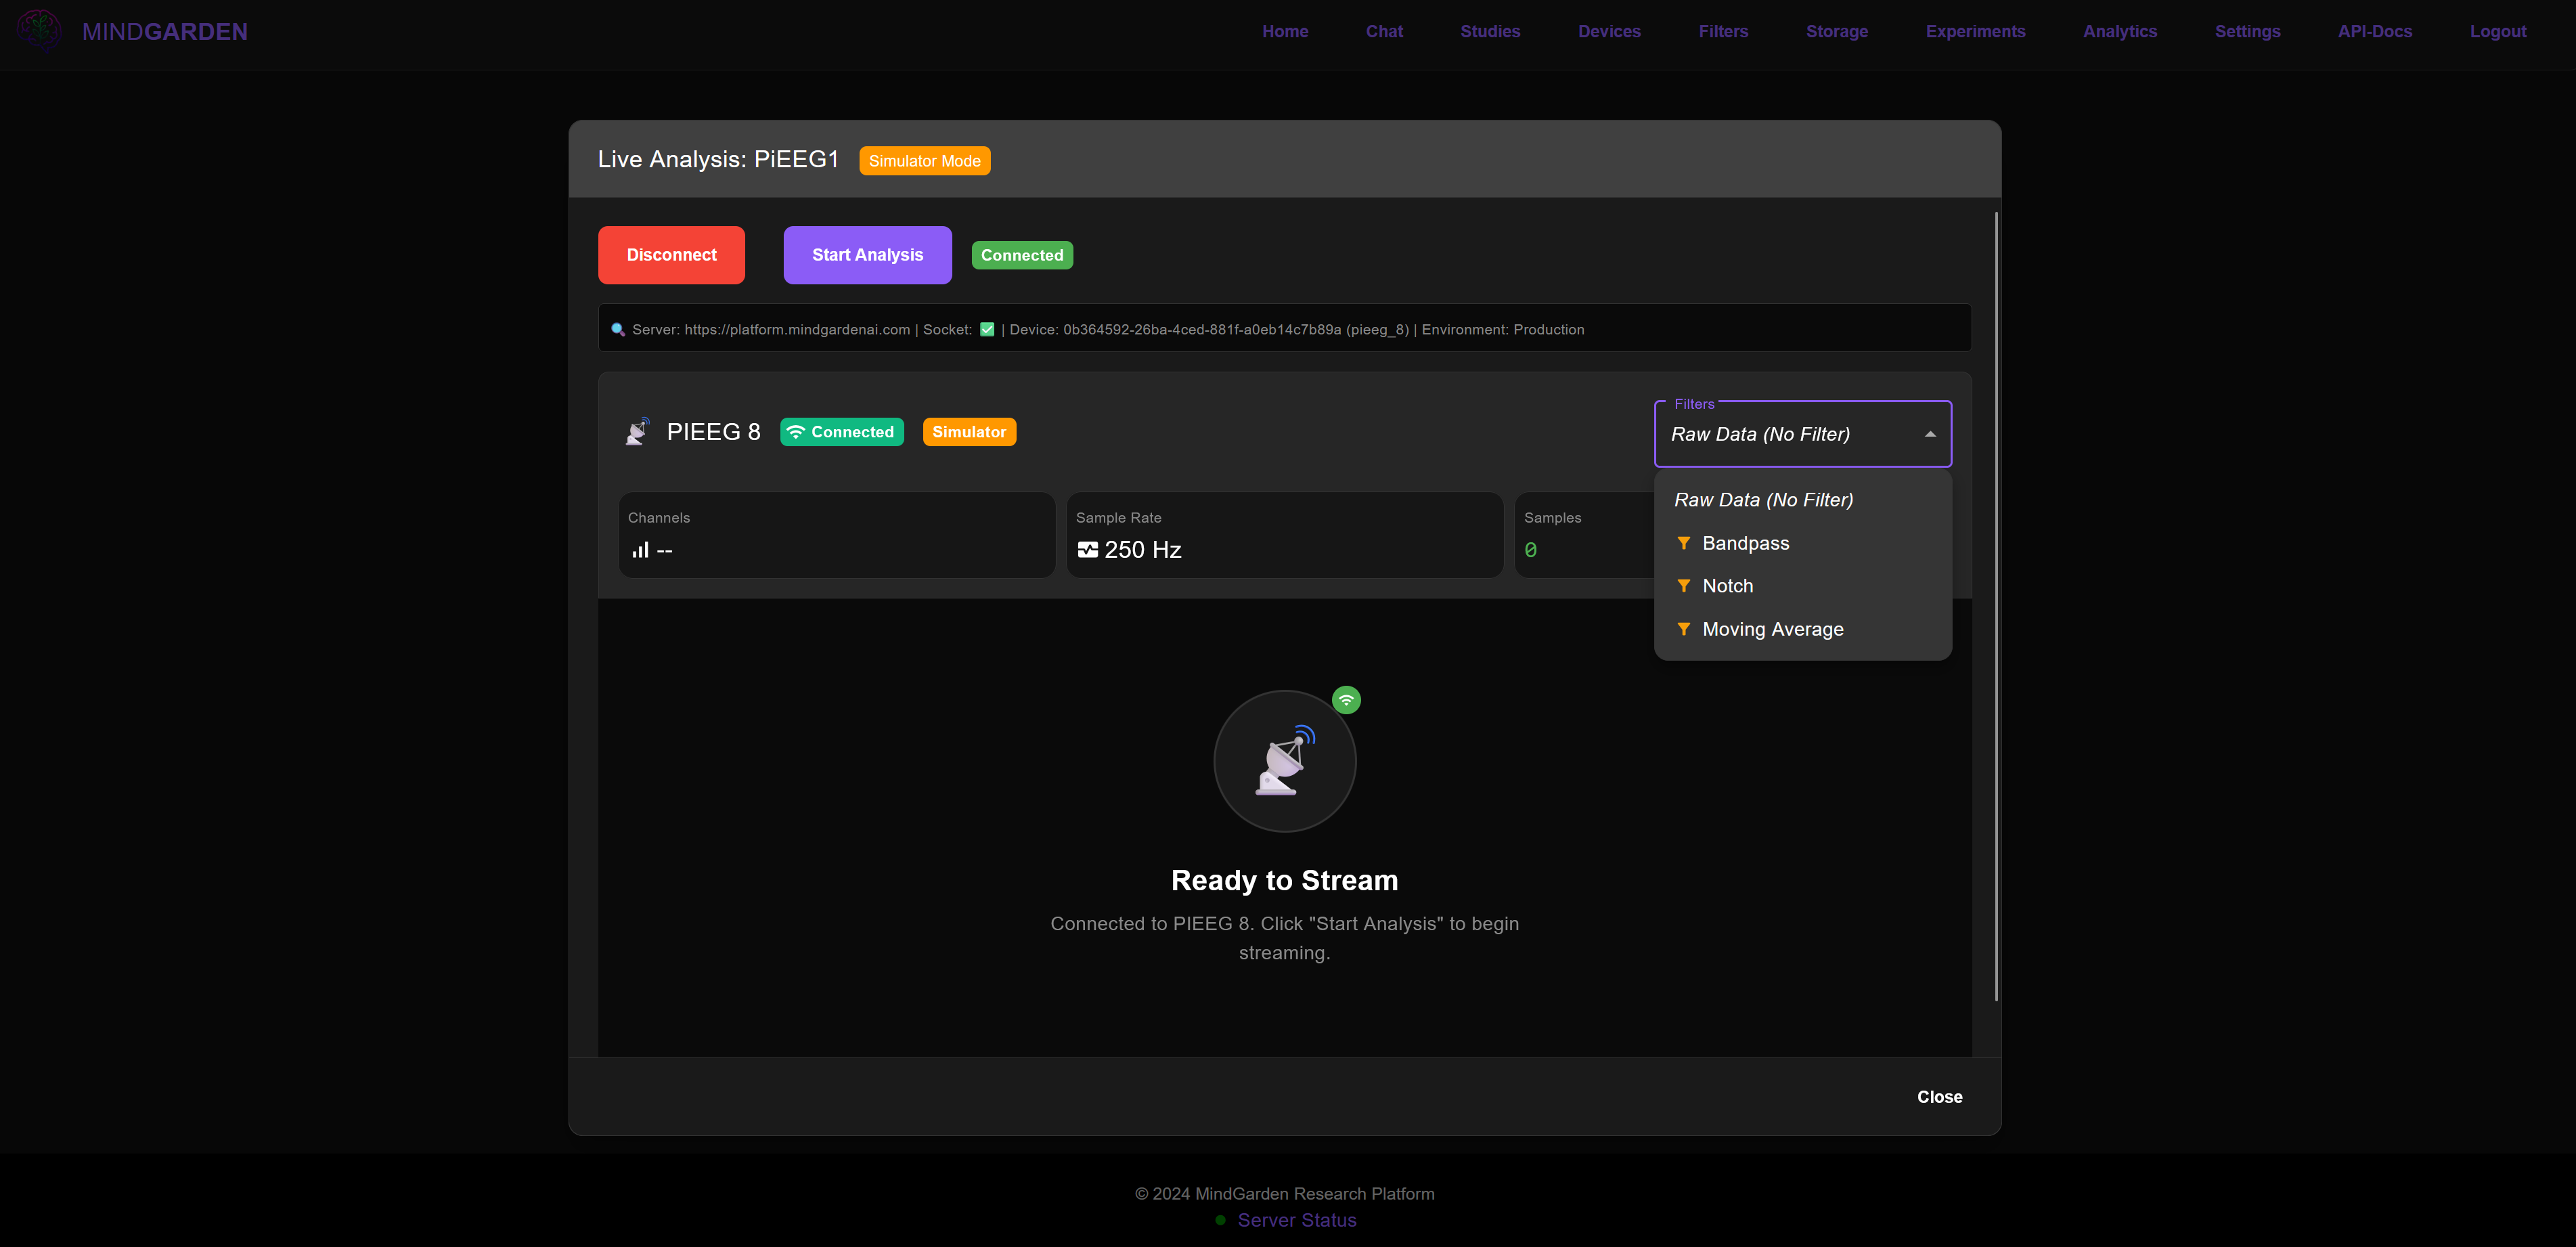 MINDGARDEN
Home Chat Studies Devices Filters Storage Experiments Analytics Settings API-Docs Logout
Live Analysis: PiEEG1 Simulator Mode
Disconnect Start Analysis Connected
Server: https://platform.mindgardenai.com | Socket: ✅ | Device: 0b364592-26ba-4ced-881f-a0eb14c7b89a (pieeg_8) | Environment: Production
PIEEG 8 Connected Simulator
Filters
Raw Data (No Filter)
Raw Data (No Filter)
Bandpass
Notch
Moving Average
Channels
--
Sample Rate
250 Hz
Samples
0
Ready to Stream
Connected to PIEEG 8. Click "Start Analysis" to begin
streaming.
Close
© 2024 MindGarden Research Platform
Server Status